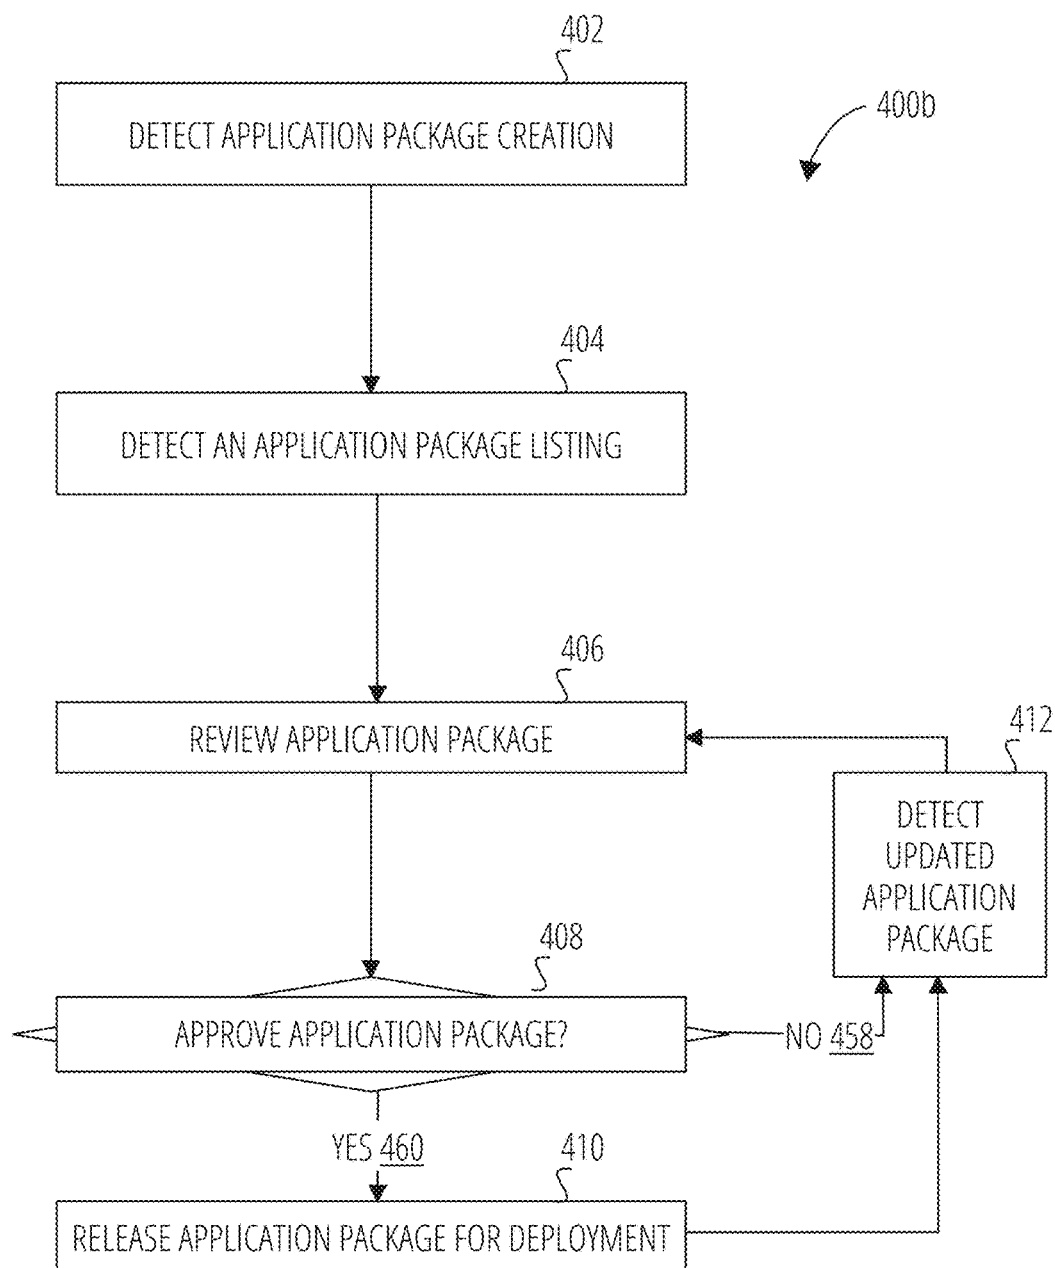 402
400b
DETECT APPLICATION PACKAGE CREATION
404
DETECT AN APPLICATION PACKAGE LISTING
406
REVIEW APPLICATION PACKAGE
412
DETECT
UPDATED
APPLICATION
PACKAGE
408
APPROVE APPLICATION PACKAGE?
NO 458
YES 460
410
RELEASE APPLICATION PACKAGE FOR DEPLOYMENT